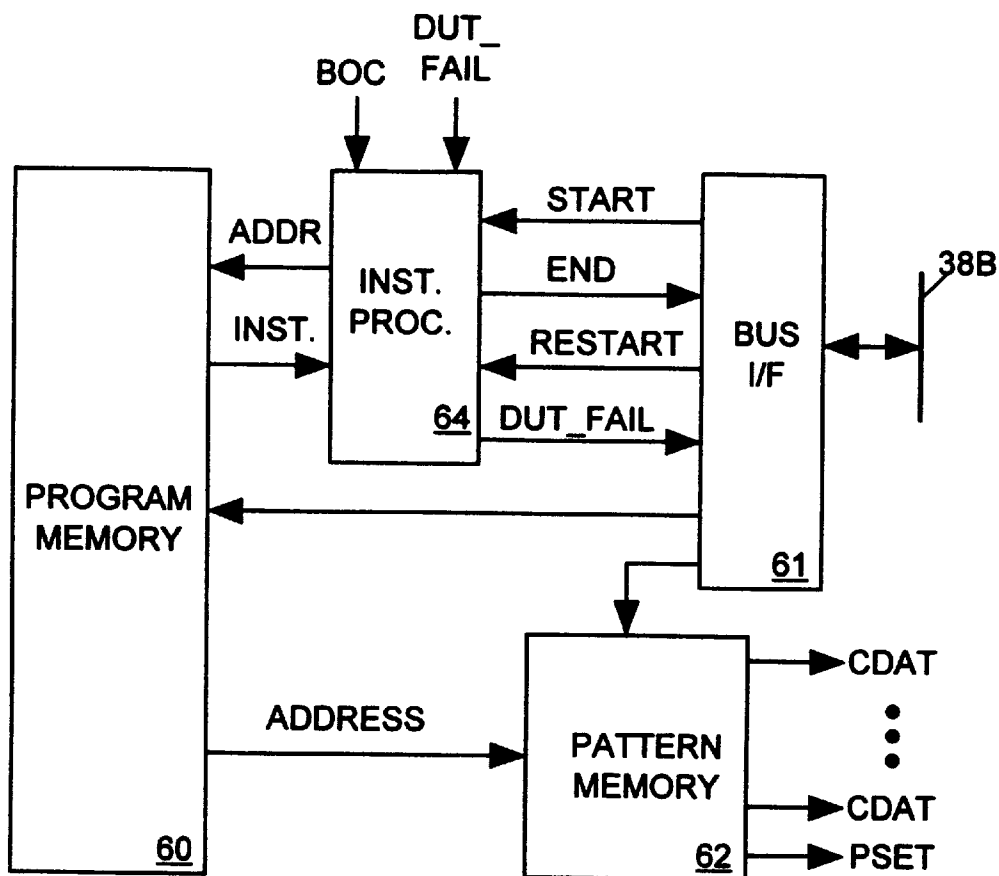 DUT_
FAIL
BOC
START
ADDR
END
38B
INST.
PROC.
INST.
RESTART
BUS
I/F
64
DUT_FAIL
PROGRAM
MEMORY
61
CDAT
ADDRESS
PATTERN
MEMORY
CDAT
60
62
PSET